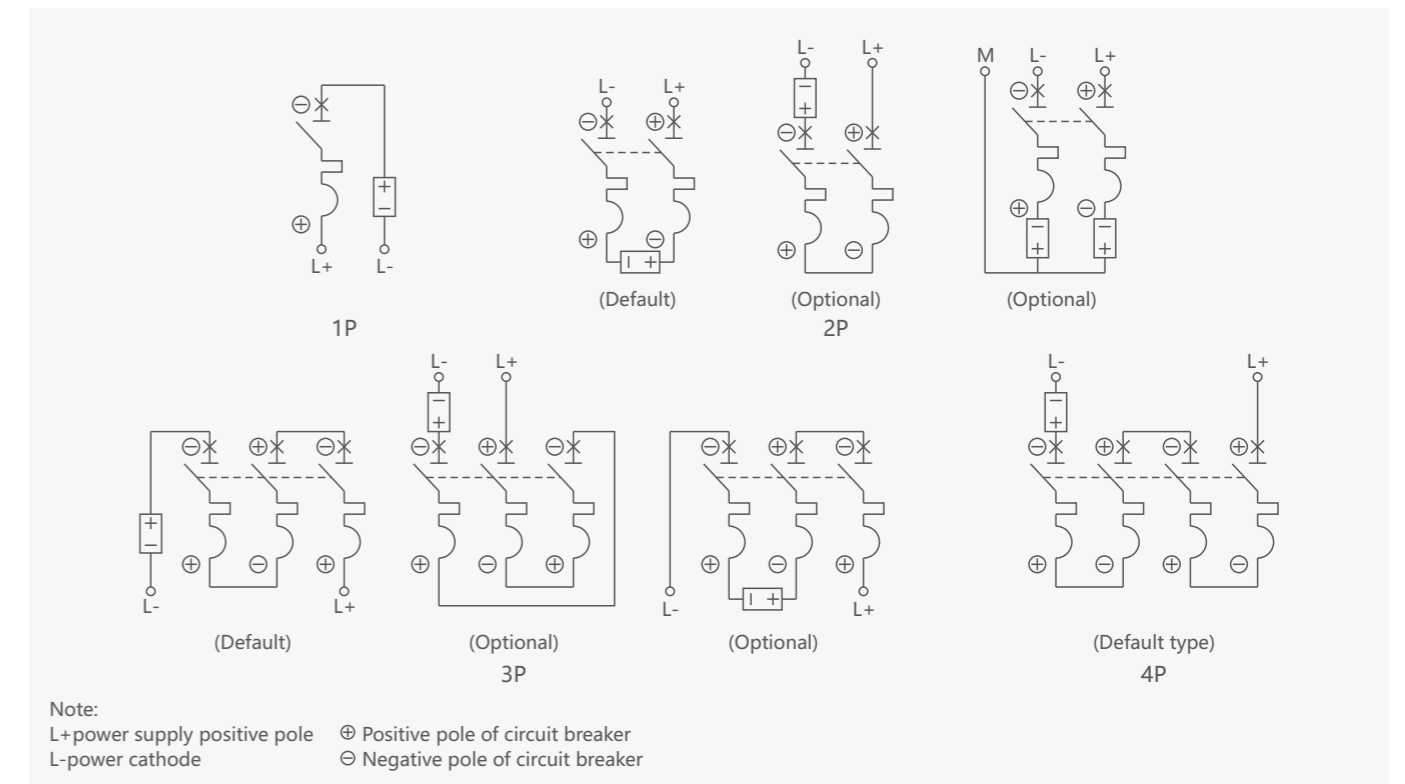 L- L+
M L- L+
L- L+
L+ L-
(Default) (Optional) (Optional)
1P 2P
L- L+ L- L+
L- L+ L- L+
(Default) (Optional) (Optional) (Default type)
3P 4P
Note:
L+power supply positive pole ⊕ Positive pole of circuit breaker
L-power cathode ⊖ Negative pole of circuit breaker